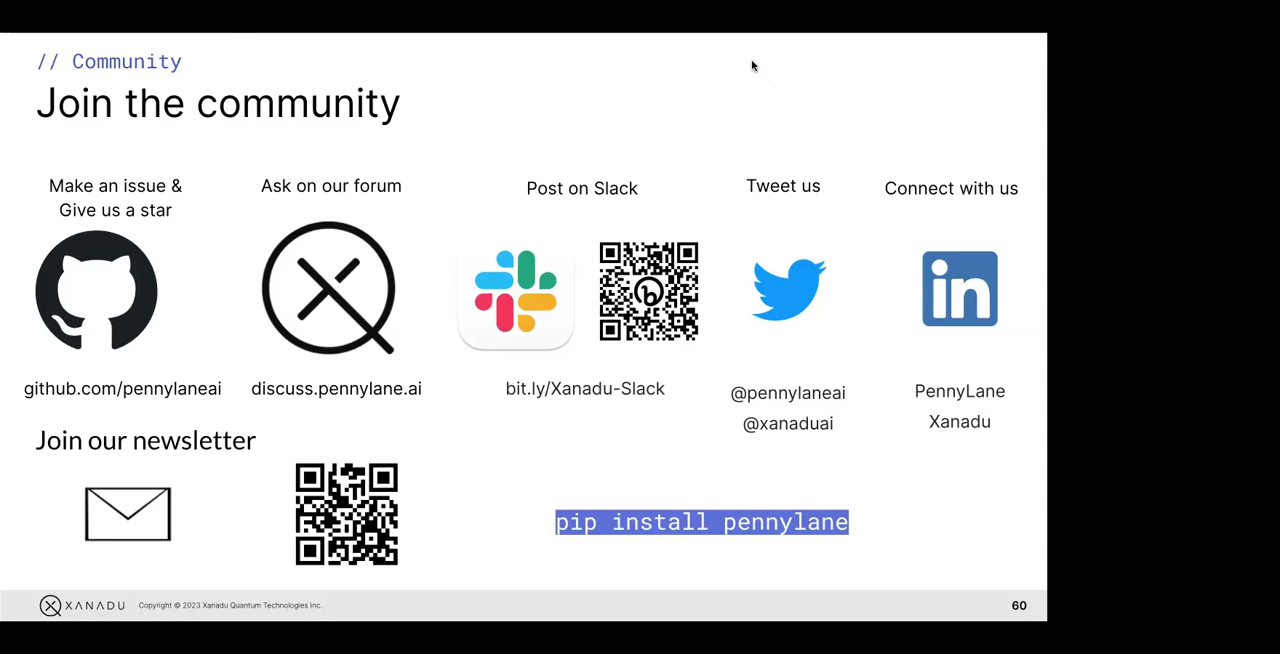 // Community
Join the community
Make an issue &
Give us a star
github.com/pennylaneai
Ask on our forum
discuss.pennylane.ai
Post on Slack
bit.ly/Xanadu-Slack
Tweet us
@pennylaneai
@xanaduai
Connect with us
in
PennyLane
Xanadu
Join our newsletter
pip install pennylane
XANADU
Copyright © 2023 Xanadu Quantum Technologies Inc.
60